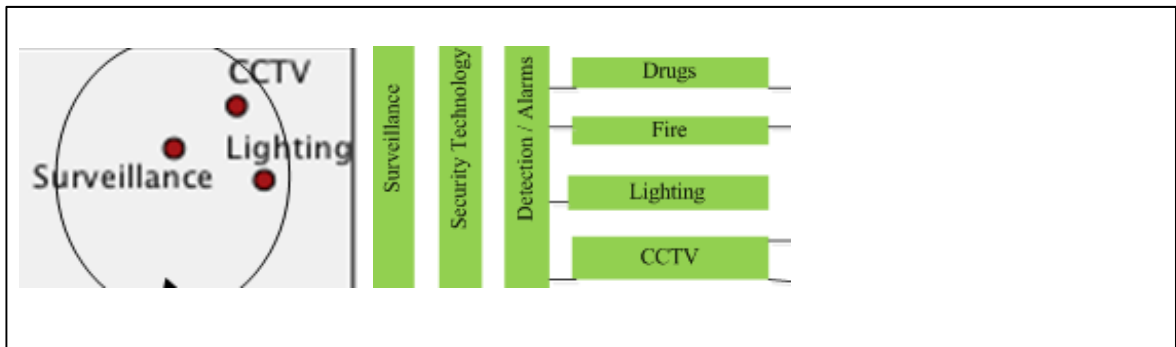 CCTV
Lighting
Surveillance
Surveillance
Security Technology
Detection / Alarms
Drugs
Fire
Lighting
CCTV